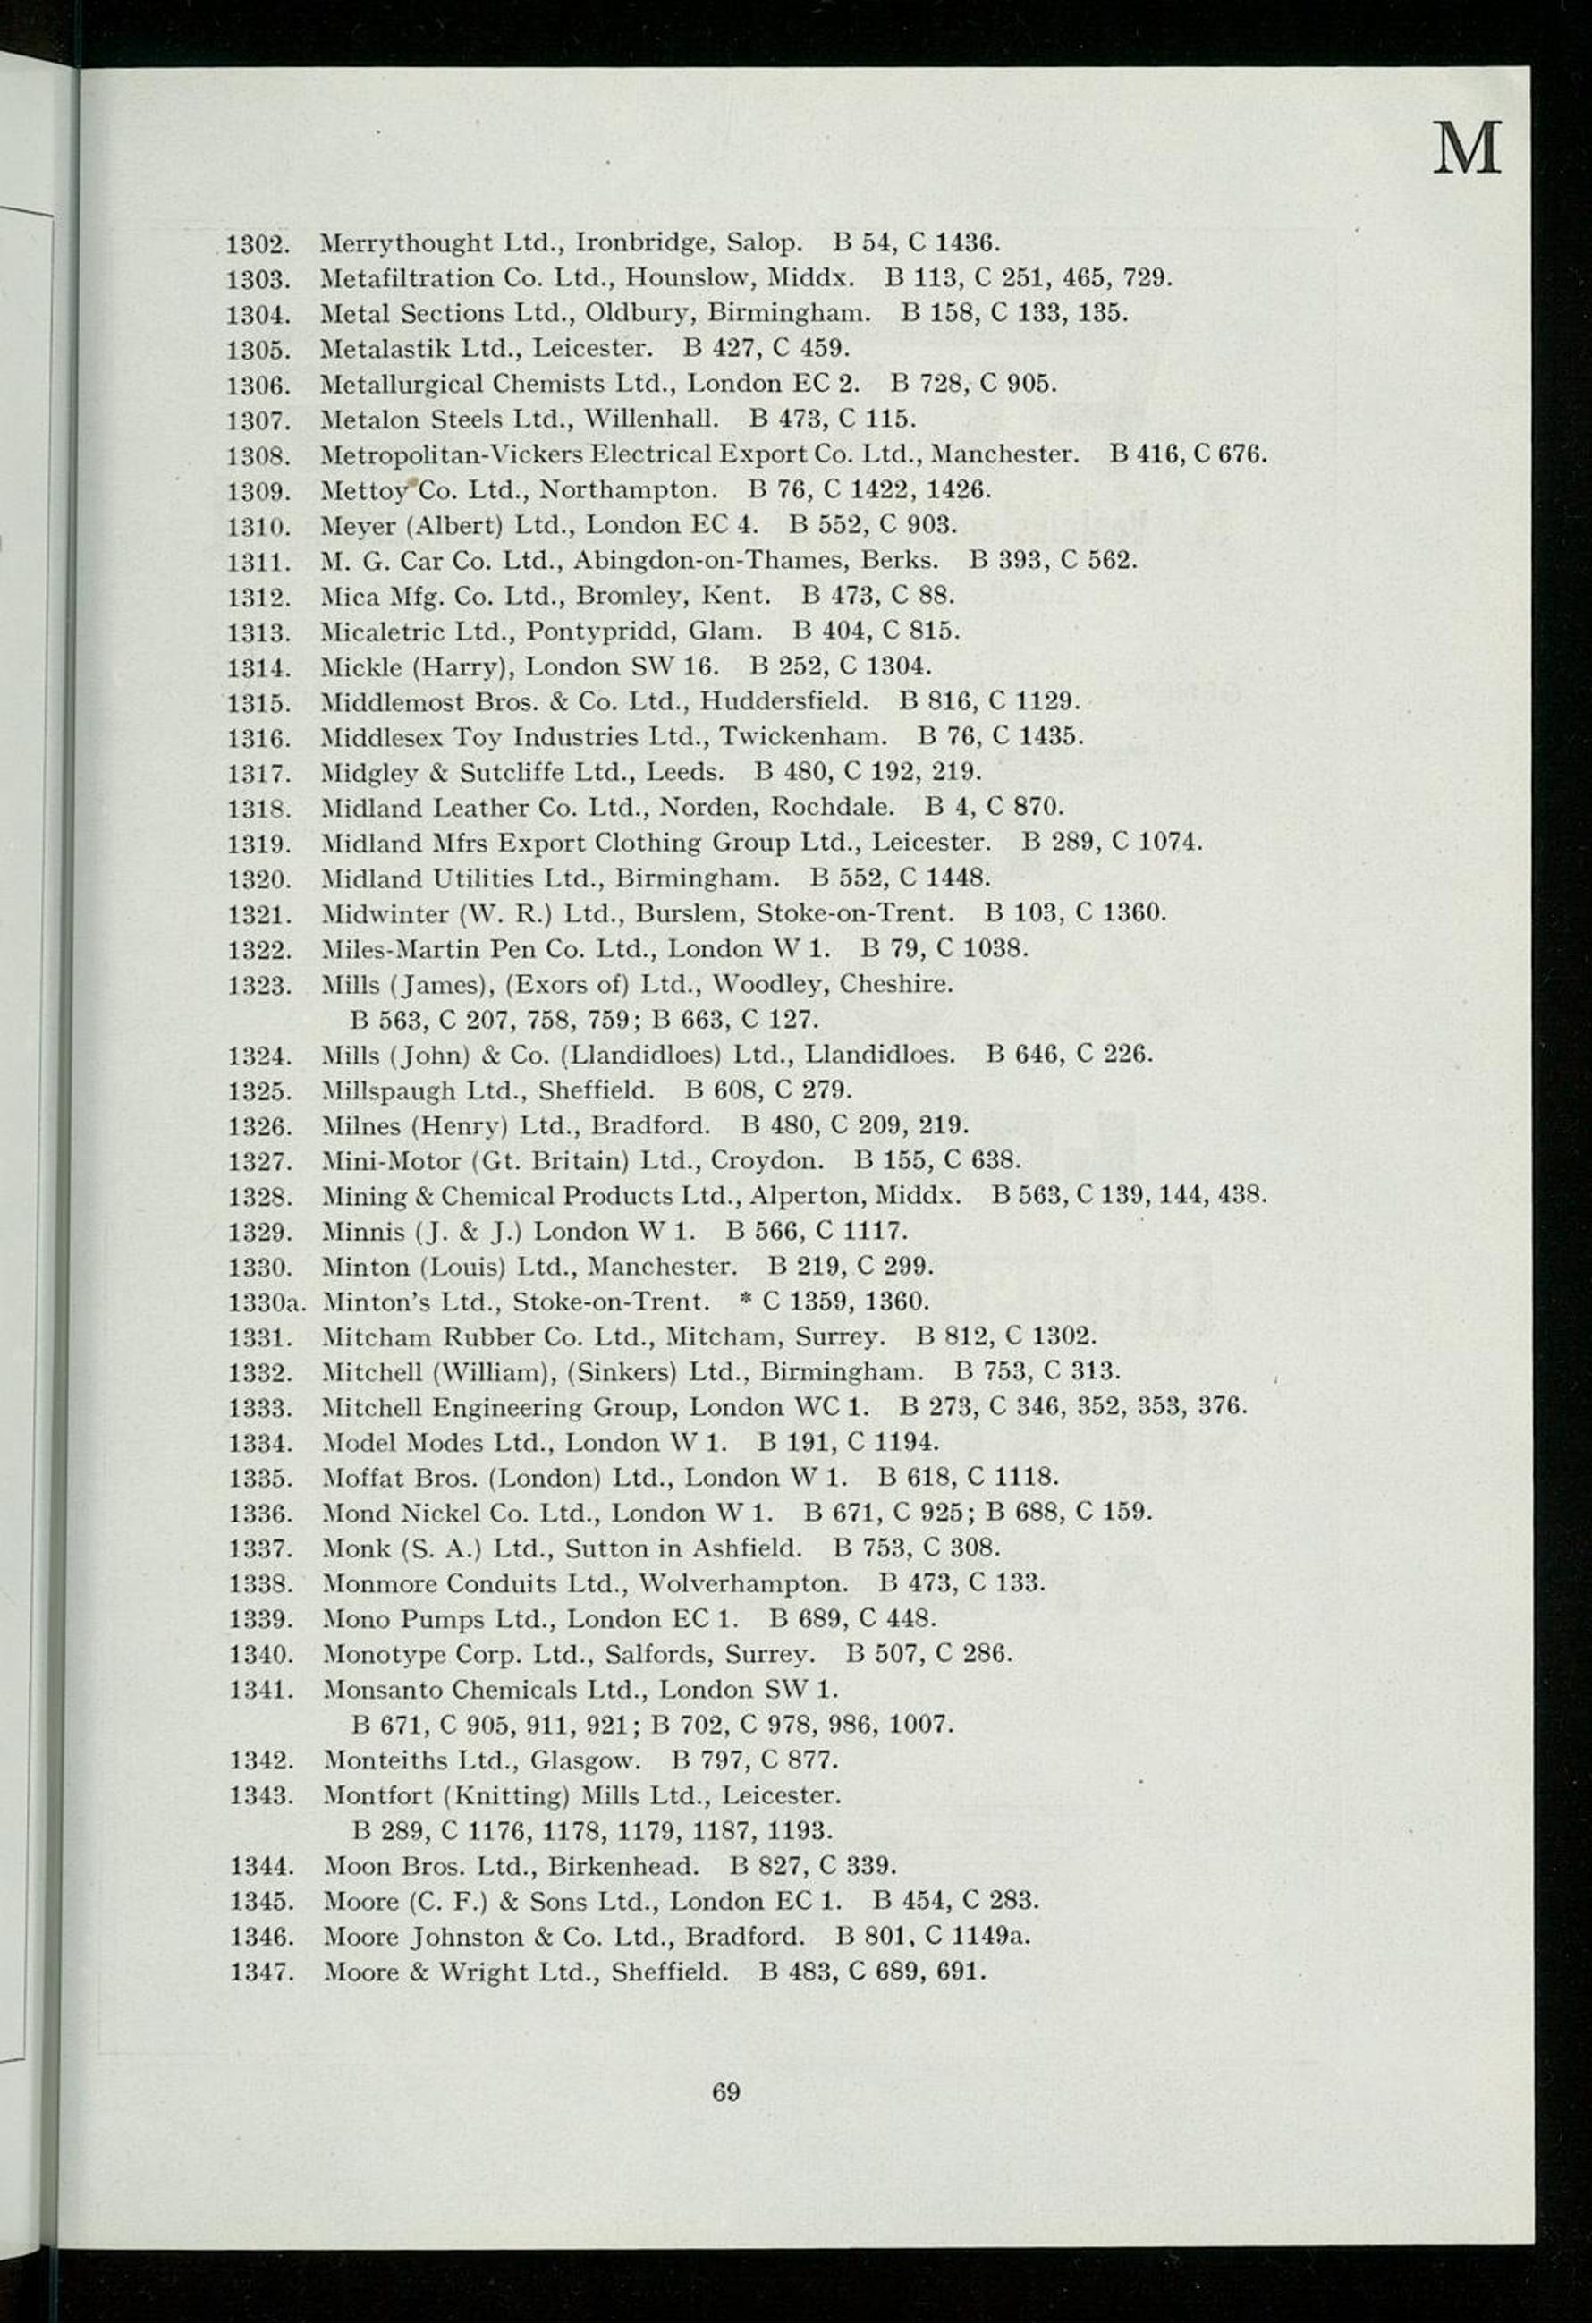 M
1302. Merrythought Ltd., Ironbridge, Salop. B 54, C 1436.
1303. Metafiltration Co. Ltd., Hounslow, Middx. B 113, C 251, 465, 729.
1304. Metal Sections Ltd., Oldbury, Birmingham. B 158, C 133, 135.
1305. Metalastik Ltd., Leicester. B 427, C 459.
1306. Metallurgical Chemists Ltd., London EC 2. B 728, C 905.
1307. Metalon Steels Ltd., Willenhall. B 473, C 115.
1308. Metropolitan-Vickers Electrical Export Co. Ltd., Manchester. B 416, C 676.
1309. Mettoy Co. Ltd., Northampton. B 76, C 1422, 1426.
1310. Meyer (Albert) Ltd., London EC 4. B 552, C 903.
1311. M. G. Car Co. Ltd., Abingdon-on-Thames, Berks. B 393, C 562.
1312. Mica Mfg. Co. Ltd., Bromley, Kent. B 473, C 88.
1313. Micaletric Ltd., Pontypridd, Glam. B 404, C 815.
1314. Mickle (Harry), London SW 16. B 252, C 1304.
1315. Middlemost Bros. & Co. Ltd., Huddersfield. B 816, C 1129.
1316. Middlesex Toy Industries Ltd., Twickenham. B 76, C 1435.
1317. Midgley & Sutcliffe Ltd., Leeds. B 480, C 192, 219.
1318. Midland Leather Co. Ltd., Norden, Rochdale. B 4, C 870.
1319. Midland Mfrs Export Clothing Group Ltd., Leicester. B 289, C 1074.
1320. Midland Utilities Ltd., Birmingham. B 552, C 1448.
1321. Midwinter (W. R.) Ltd., Burslem, Stoke-on-Trent. B 103, C 1360.
1322. Miles-Martin Pen Co. Ltd., London W 1. B 79, C 1038.
1323. Mills (James), (Exors of) Ltd., Woodley, Cheshire.
B 563, C 207, 758, 759; B 663, C 127.
1324. Mills (John) & Co. (Llandidloes) Ltd., Llandidloes. B 646, C 226.
1325. Millspaugh Ltd., Sheffield. B 608, C 279.
1326. Milnes (Henry) Ltd., Bradford. B 480, C 209, 219.
1327. Mini-Motor (Gt. Britain) Ltd., Croydon. B 155, C 638.
1328. Mining & Chemical Products Ltd., Alperton, Middx. B 563, C 139, 144, 438.
1329. Minnis (J. & J.) London W 1. B 566, C 1117.
1330. Minton (Louis) Ltd., Manchester. B 219, C 299.
1330a. Minton's Ltd., Stoke-on-Trent. * C 1359, 1360.
1331. Mitcham Rubber Co. Ltd., Mitcham, Surrey. B 812, C 1302.
1332. Mitchell (William), (Sinkers) Ltd., Birmingham. B 753, C 313.
1333. Mitchell Engineering Group, London WC 1. B 273, C 346, 352, 353, 376.
1334. Model Modes Ltd., London W 1. B 191, C 1194.
1335. Moffat Bros. (London) Ltd., London W 1. B 618, C 1118.
1336. Mond Nickel Co. Ltd., London W 1. B 671, C 925; B 688, C 159.
1337. Monk (S. A.) Ltd., Sutton in Ashfield. B 753, C 308.
1338. Monmore Conduits Ltd., Wolverhampton. B 473, C 133.
1339. Mono Pumps Ltd., London EC 1. B 689, C 448.
1340. Monotype Corp. Ltd., Salfords, Surrey. B 507, C 286.
1341. Monsanto Chemicals Ltd., London SW 1.
B 671, C 905, 911, 921; B 702, C 978, 986, 1007.
1342. Monteiths Ltd., Glasgow. B 797, C 877.
1343. Montfort (Knitting) Mills Ltd., Leicester.
B 289, C 1176, 1178, 1179, 1187, 1193.
1344. Moon Bros. Ltd., Birkenhead. B 827, C 339.
1345. Moore (C. F.) & Sons Ltd., London EC 1. B 454, C 283.
1346. Moore Johnston & Co. Ltd., Bradford. B 801, C 1149a.
1347. Moore & Wright Ltd., Sheffield. B 483, C 689, 691.
69